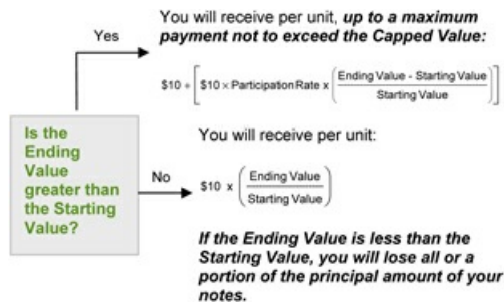 You will receive per unit, up to a maximum
payment not to exceed the Capped Value:
Yes
$10 + [ $10 × Participation Rate x ( Ending Value - Starting Value / Starting Value ) ]
Is the
Ending
Value
greater than
the Starting
Value?
You will receive per unit:
No
$10 x ( Ending Value / Starting Value )
If the Ending Value is less than the
Starting Value, you will lose all or a
portion of the principal amount of your
notes.